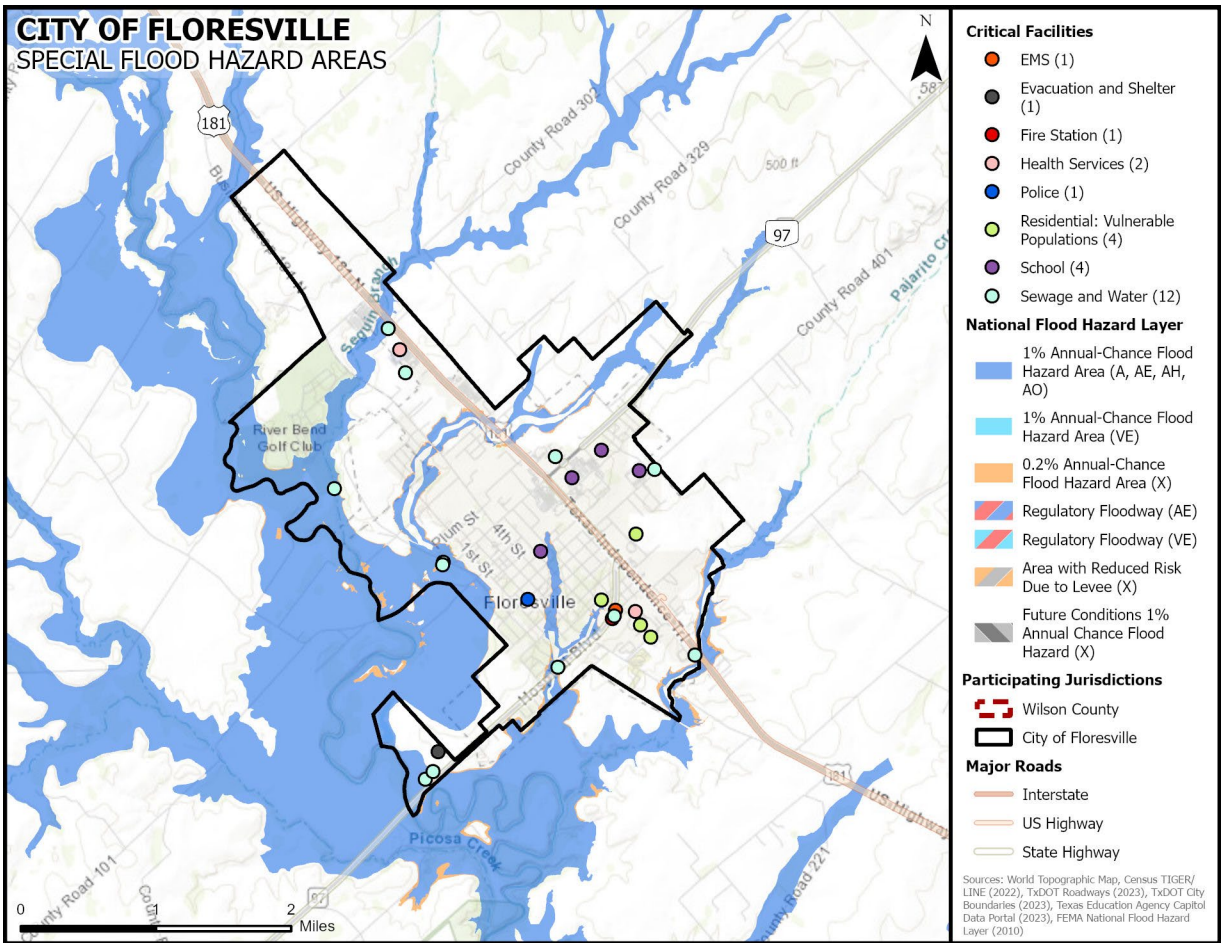 CITY OF FLORESVILLE
SPECIAL FLOOD HAZARD AREAS
N
181
.587
County Road 302
County Road 329
500 ft
97
US Highway 181 N
Seguin Branch
County Road 401
Pajarito Cr
River Bend
Golf Club
181
Plum St
4th St
1st St
Texas Independence
Floresville
181
US Highway
Picosa Creek
97
County Road 101
County Road 221
0
2
Miles
Critical Facilities
EMS (1)
Evacuation and Shelter
(1)
Fire Station (1)
Health Services (2)
Police (1)
Residential: Vulnerable
Populations (4)
School (4)
Sewage and Water (12)
National Flood Hazard Layer
1% Annual-Chance Flood
Hazard Area (A, AE, AH,
AO)
1% Annual-Chance Flood
Hazard Area (VE)
0.2% Annual-Chance
Flood Hazard Area (X)
Regulatory Floodway (AE)
Regulatory Floodway (VE)
Area with Reduced Risk
Due to Levee (X)
Future Conditions 1%
Annual Chance Flood
Hazard (X)
Participating Jurisdictions
Wilson County
City of Floresville
Major Roads
Interstate
US Highway
State Highway
Sources: World Topographic Map, Census TIGER/
LINE (2022), TxDOT Roadways (2023), TxDOT City
Boundaries (2023), Texas Education Agency Capitol
Data Portal (2023), FEMA National Flood Hazard
Layer (2010)